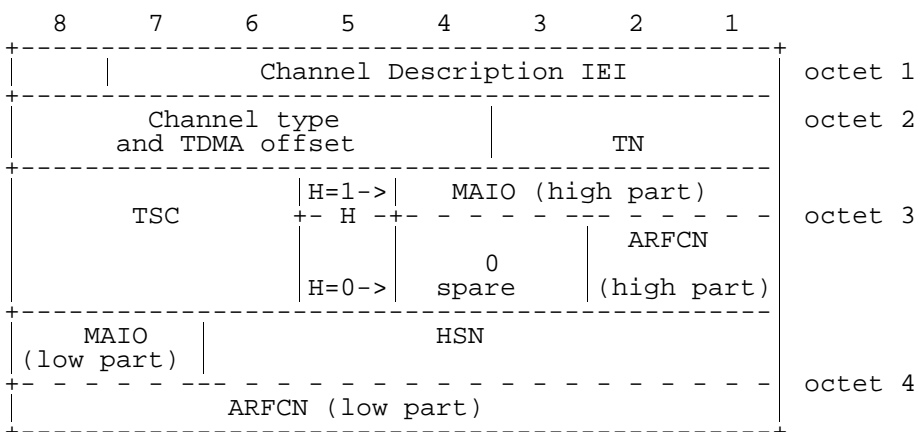 8 7 6 5 4 3 2 1
Channel Description IEI octet 1
Channel type octet 2
and TDMA offset TN
H=1-> MAIO (high part)
TSC H octet 3
ARFCN
0
H=0-> spare (high part)
MAIO HSN
(low part)
octet 4
ARFCN (low part)